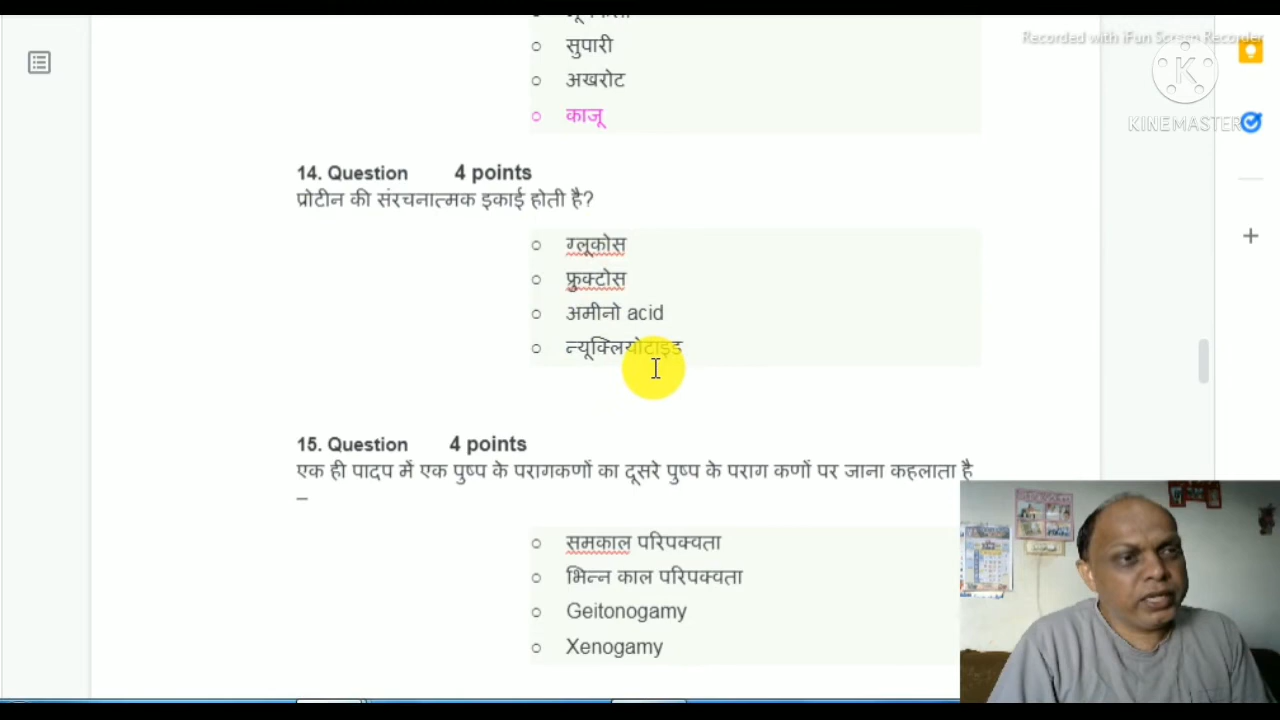 सुपारी
Recorded with iFun Screen Recorder
अखरोट
काजू
KINEMASTER
14. Question 4 points
प्रोटीन की संरचनात्मक इकाई होती है?
ग्लूकोस
फ्रुक्टोस
अमीनो acid
न्यूक्लियोटाइड
15. Question 4 points
एक ही पादप में एक पुष्प के परागकणों का दूसरे पुष्प के पराग कणों पर जाना कहलाता है
–
समकाल परिपक्वता
भिन्न काल परिपक्वता
Geitonogamy
Xenogamy